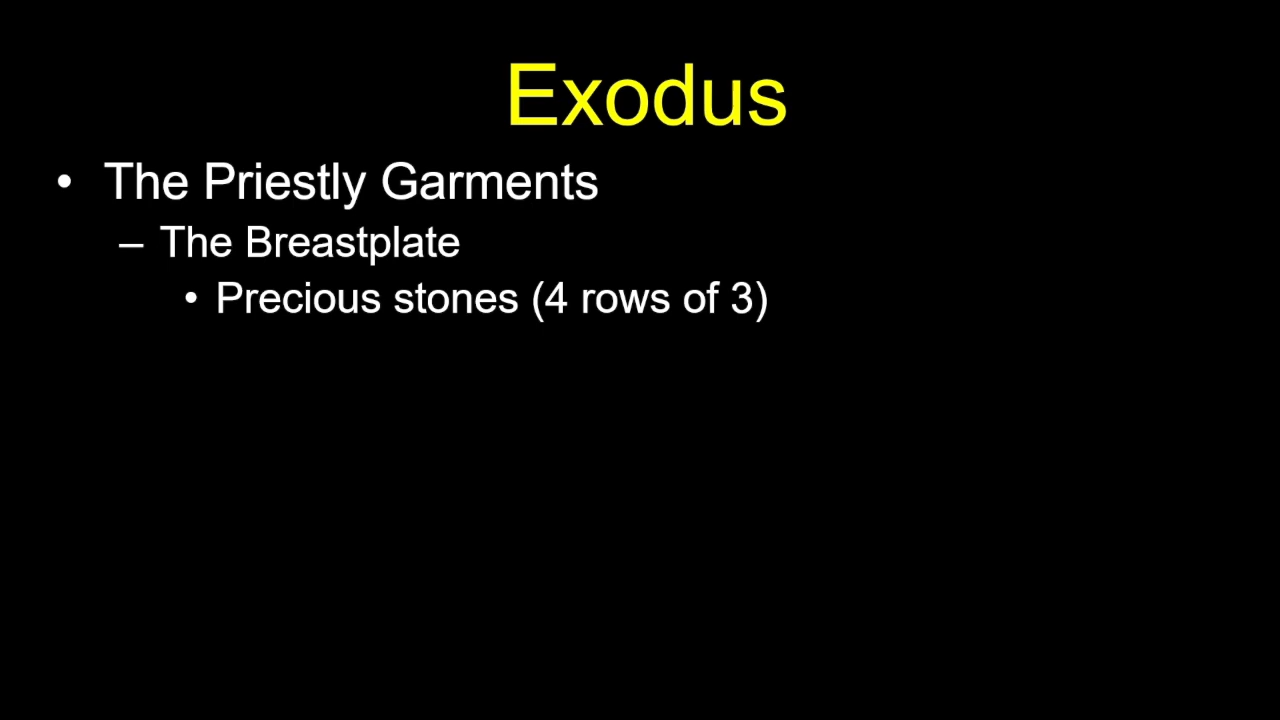 Exodus
• The Priestly Garments
– The Breastplate
• Precious stones (4 rows of 3)